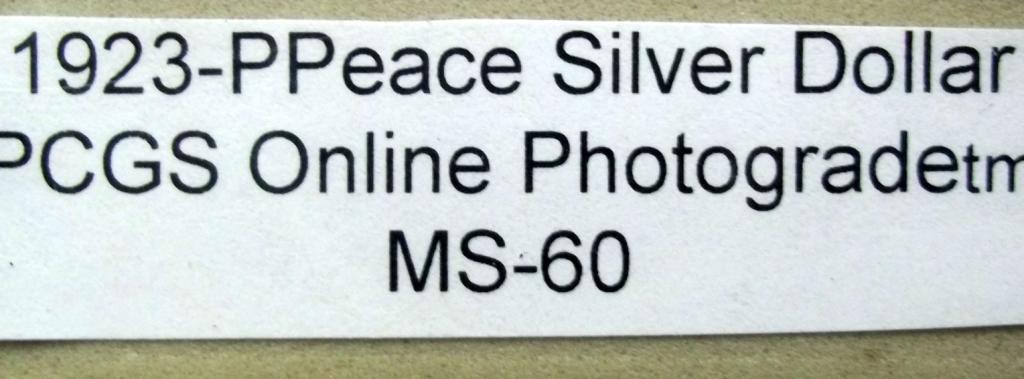 1923-PPeace Silver Dollar
PCGS Online Photogradetm
MS-60